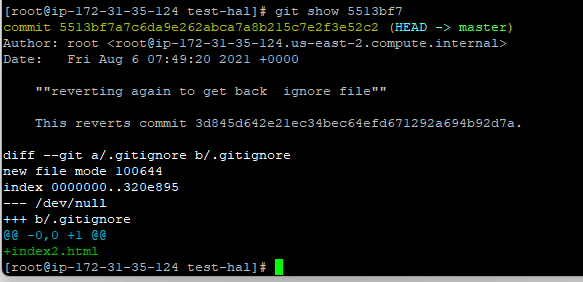 [root@ip-172-31-35-124 test-hal]# git show 5513bf7
commit 5513bf7a7c6da9e262abca7a8b215c7e2f3e52c2 (HEAD -> master)
Author: root <root@ip-172-31-35-124.us-east-2.compute.internal>
Date:   Fri Aug 6 07:49:20 2021 +0000
    ""reverting again to get back  ignore file""
    This reverts commit 3d845d642e21ec34bec64efd671292a694b92d7a.
diff --git a/.gitignore b/.gitignore
new file mode 100644
index 0000000..320e895
--- /dev/null
+++ b/.gitignore
@@ -0,0 +1 @@
+index2.html
[root@ip-172-31-35-124 test-hal]#